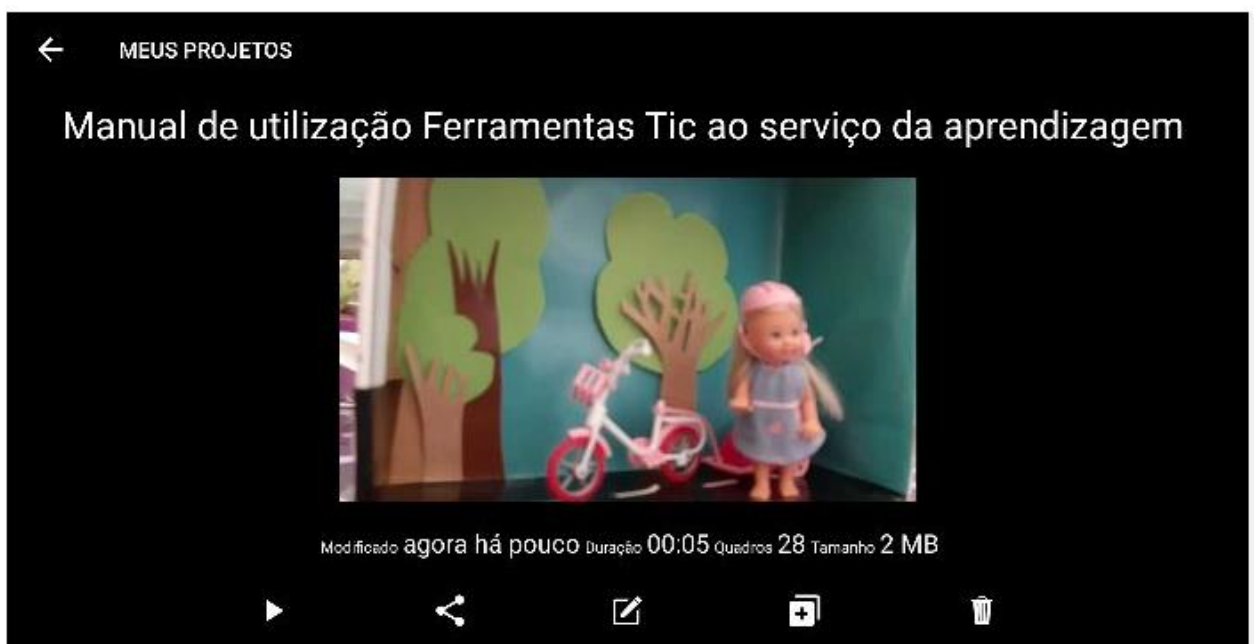 MEUS PROJETOS
Manual de utilização Ferramentas Tic ao serviço da aprendizagem
Modificado agora há pouco Duração 00:05 Quadros 28 Tamanho 2 MB